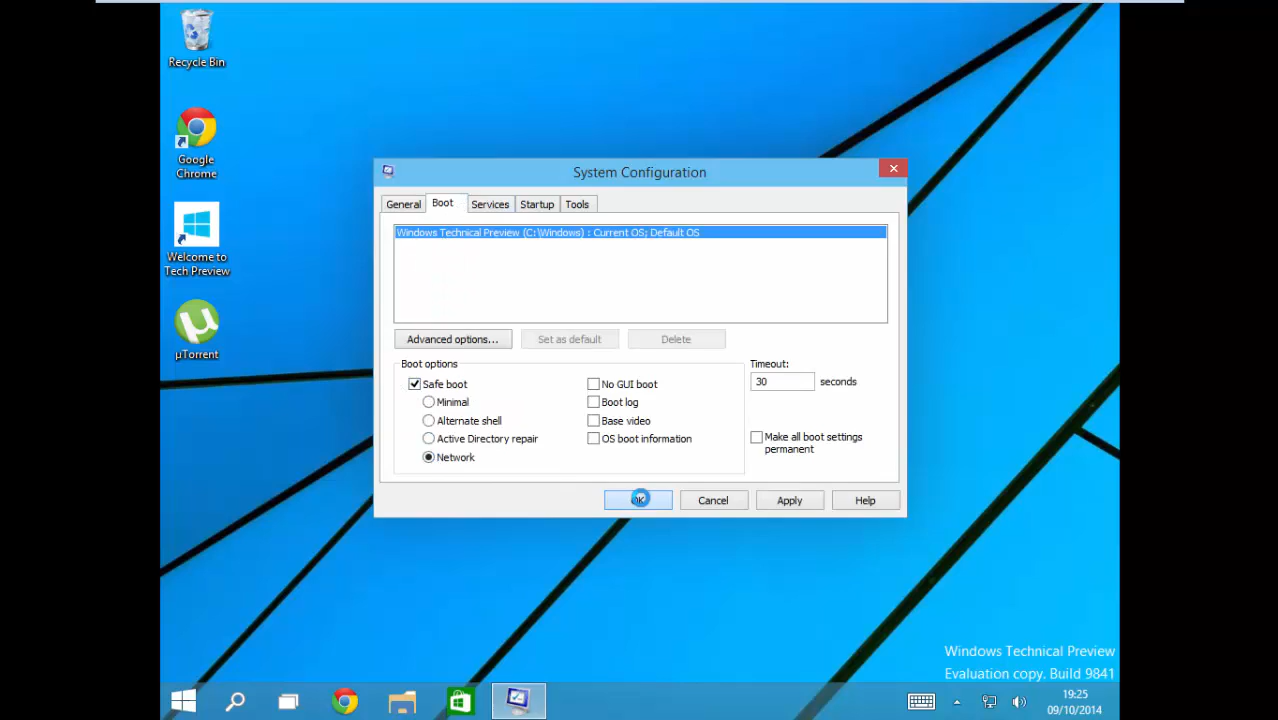 Recycle Bin
Google
Chrome
Welcome to
Tech Preview
µTorrent
System Configuration
General
Boot
Services
Startup
Tools
Windows Technical Preview (C:\Windows) : Current OS; Default OS
Advanced options...
Set as default
Delete
Boot options
Safe boot
Minimal
Alternate shell
Active Directory repair
Network
No GUI boot
Boot log
Base video
OS boot information
Timeout:
30 seconds
Make all boot settings
permanent
OK
Cancel
Apply
Help
Windows Technical Preview
Evaluation copy. Build 9841
19:25
09/10/2014